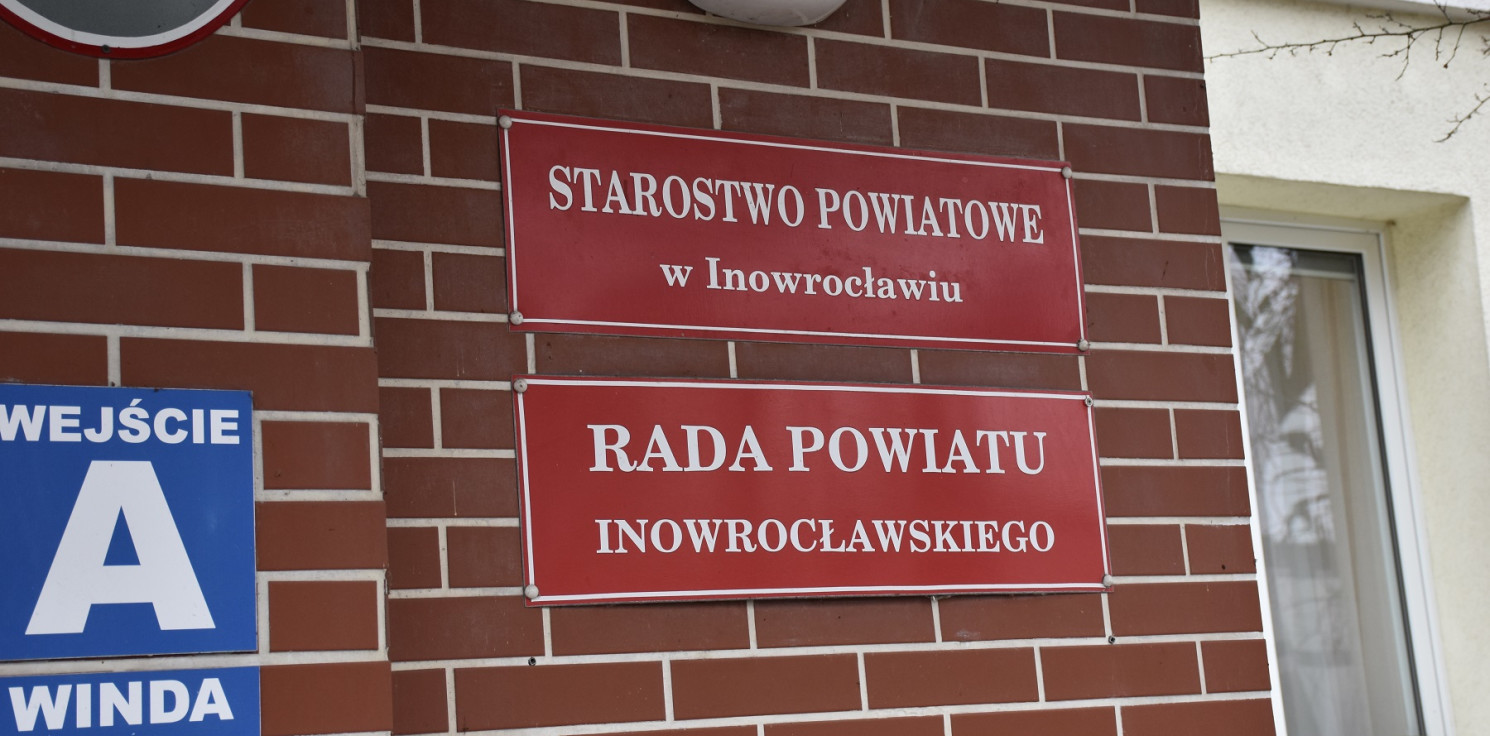 STAROSTWO POWIATOWE
w Inowrocławiu
RADA POWIATU
INOWROCŁAWSKIEGO
WEJŚCIE
A
WINDA